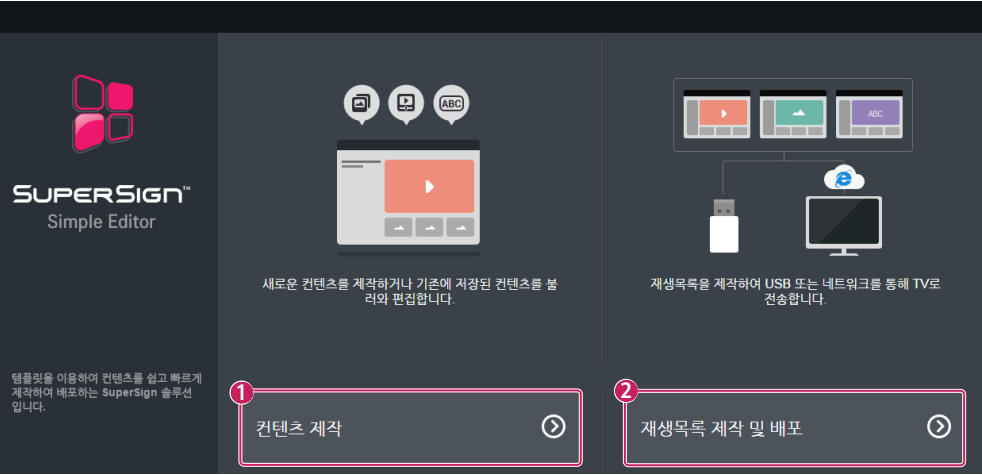 SUPERSIGN™
Simple Editor
템플릿을 이용하여 컨텐츠를 쉽고 빠르게
제작하여 배포하는 SuperSign 솔루션
입니다.
ABC
새로운 컨텐츠를 제작하거나 기존에 저장된 컨텐츠를 불
러와 편집합니다.
1
컨텐츠 제작
ABC
재생목록을 제작하여 USB 또는 네트워크를 통해 TV로
전송합니다.
2
재생목록 제작 및 배포